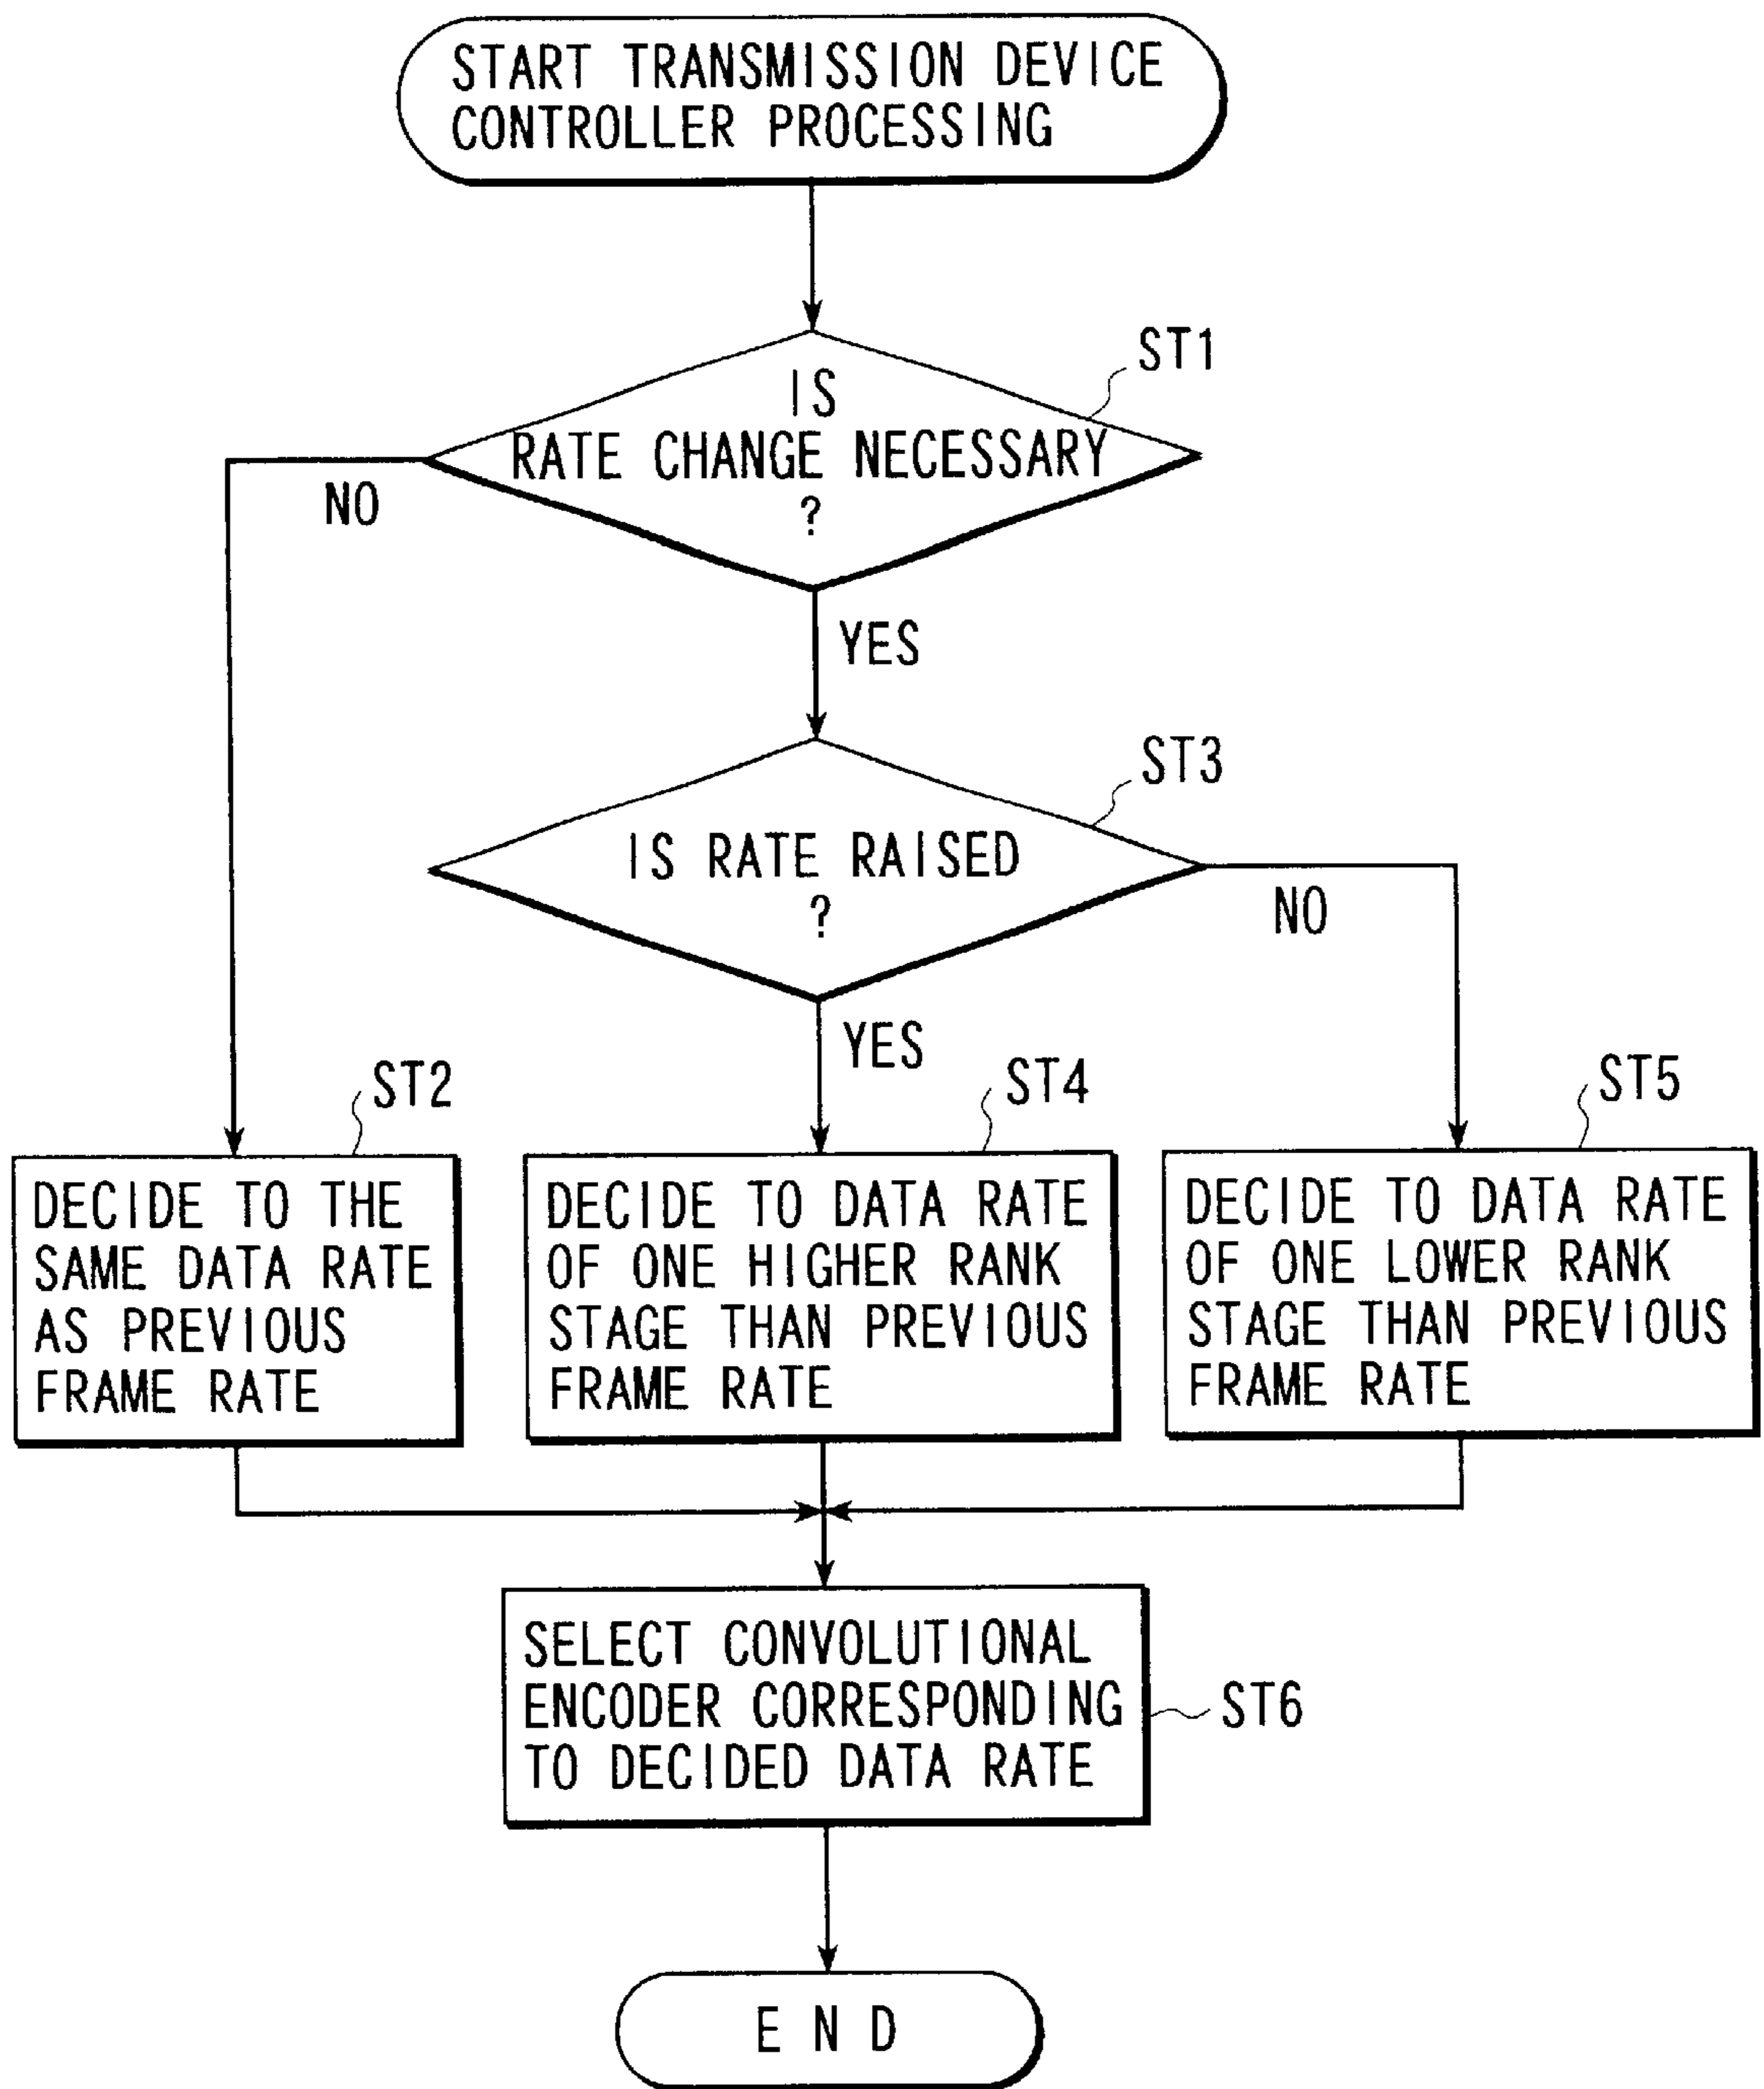 START TRANSMISSION DEVICE
CONTROLLER PROCESSING
ST1
IS
RATE CHANGE NECESSARY
?
NO
YES
ST3
IS RATE RAISED
?
NO
YES
ST2
DECIDE TO THE
SAME DATA RATE
AS PREVIOUS
FRAME RATE
ST4
DECIDE TO DATA RATE
OF ONE HIGHER RANK
STAGE THAN PREVIOUS
FRAME RATE
ST5
DECIDE TO DATA RATE
OF ONE LOWER RANK
STAGE THAN PREVIOUS
FRAME RATE
SELECT CONVOLUTIONAL
ENCODER CORRESPONDING
TO DECIDED DATA RATE
ST6
END